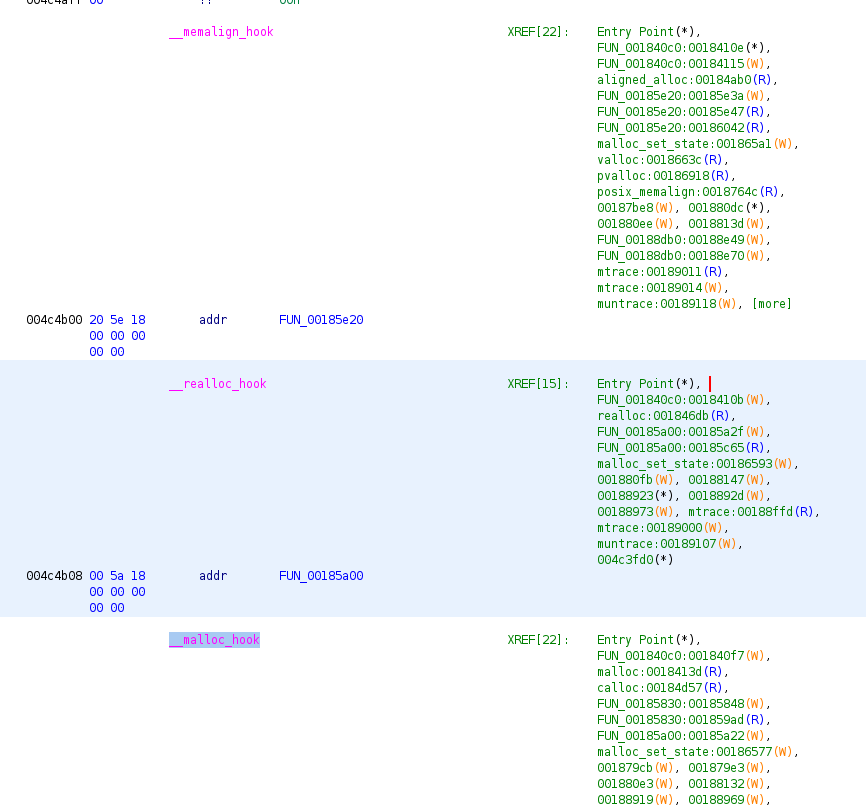 004c4aff 00 ?? 00h
__memalign_hook XREF[22]: Entry Point(*),
FUN_001840c0:0018410e(*),
FUN_001840c0:00184115(W),
aligned_alloc:00184ab0(R),
FUN_00185e20:00185e3a(W),
FUN_00185e20:00185e47(R),
FUN_00185e20:00186042(R),
malloc_set_state:001865a1(W),
valloc:0018663c(R),
pvalloc:00186918(R),
posix_memalign:0018764c(R),
00187be8(W), 001880dc(*),
001880ee(W), 0018813d(W),
FUN_00188db0:00188e49(W),
FUN_00188db0:00188e70(W),
mtrace:00189011(R),
mtrace:00189014(W),
muntrace:00189118(W), [more]
004c4b00 20 5e 18 addr FUN_00185e20
00 00 00
00 00
__realloc_hook XREF[15]: Entry Point(*),
FUN_001840c0:0018410b(W),
realloc:001846db(R),
FUN_00185a00:00185a2f(W),
FUN_00185a00:00185c65(R),
malloc_set_state:00186593(W),
001880fb(W), 00188147(W),
00188923(*), 0018892d(W),
00188973(W), mtrace:00188ffd(R),
mtrace:00189000(W),
muntrace:00189107(W),
004c3fd0(*)
004c4b08 00 5a 18 addr FUN_00185a00
00 00 00
00 00
__malloc_hook XREF[22]: Entry Point(*),
FUN_001840c0:001840f7(W),
malloc:0018413d(R),
calloc:00184d57(R),
FUN_00185830:00185848(W),
FUN_00185830:001859ad(R),
FUN_00185a00:00185a22(W),
malloc_set_state:00186577(W),
001879cb(W), 001879e3(W),
001880e3(W), 00188132(W),
00188919(W), 00188969(W),